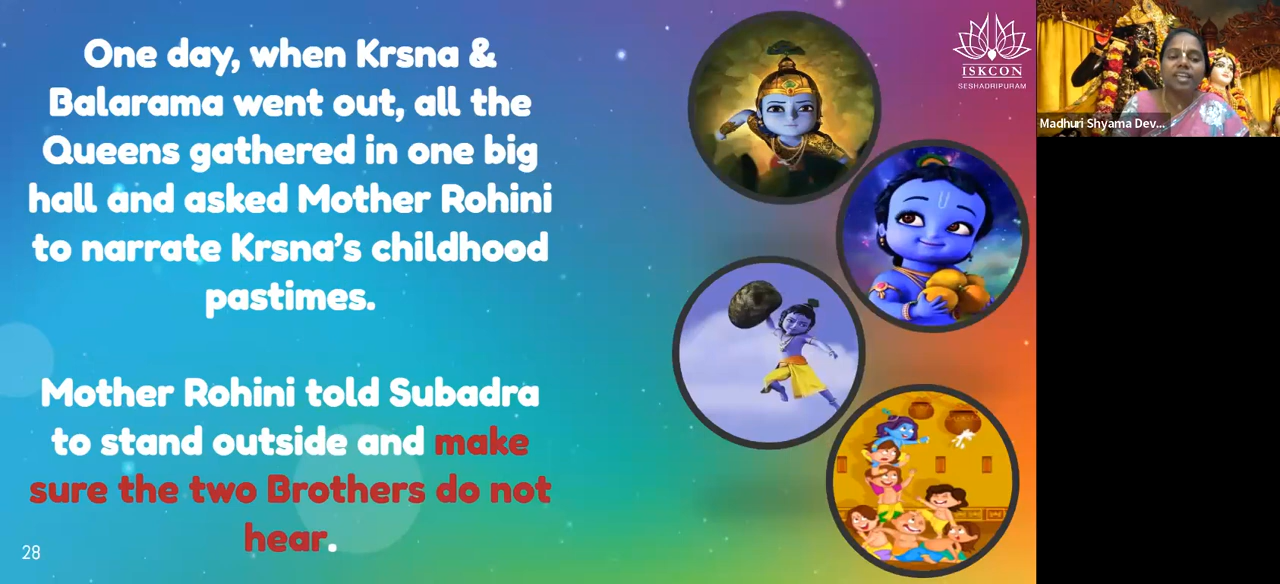 One day, when Krsna &
Balarama went out, all the
Queens gathered in one big
hall and asked Mother Rohini
to narrate Krsna’s childhood
pastimes.
Mother Rohini told Subadra
to stand outside and make
sure the two Brothers do not
hear.
28
ISKCON
SESHADRIPURAM
Madhuri Shyama Dev...